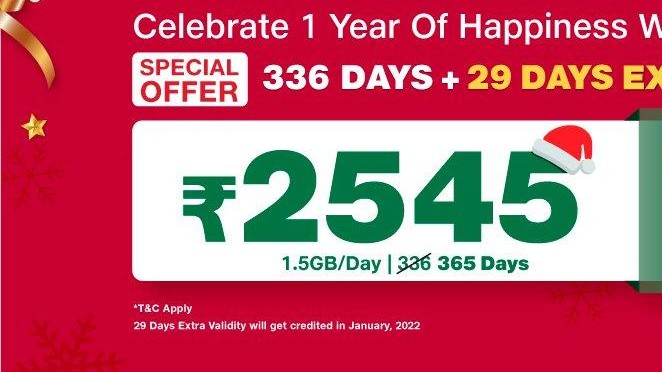 Celebrate 1 Year Of Happiness W
SPECIAL OFFER
336 DAYS + 29 DAYS EX
₹2545
1.5GB/Day | 336 365 Days
*T&C Apply
29 Days Extra Validity will get credited in January, 2022